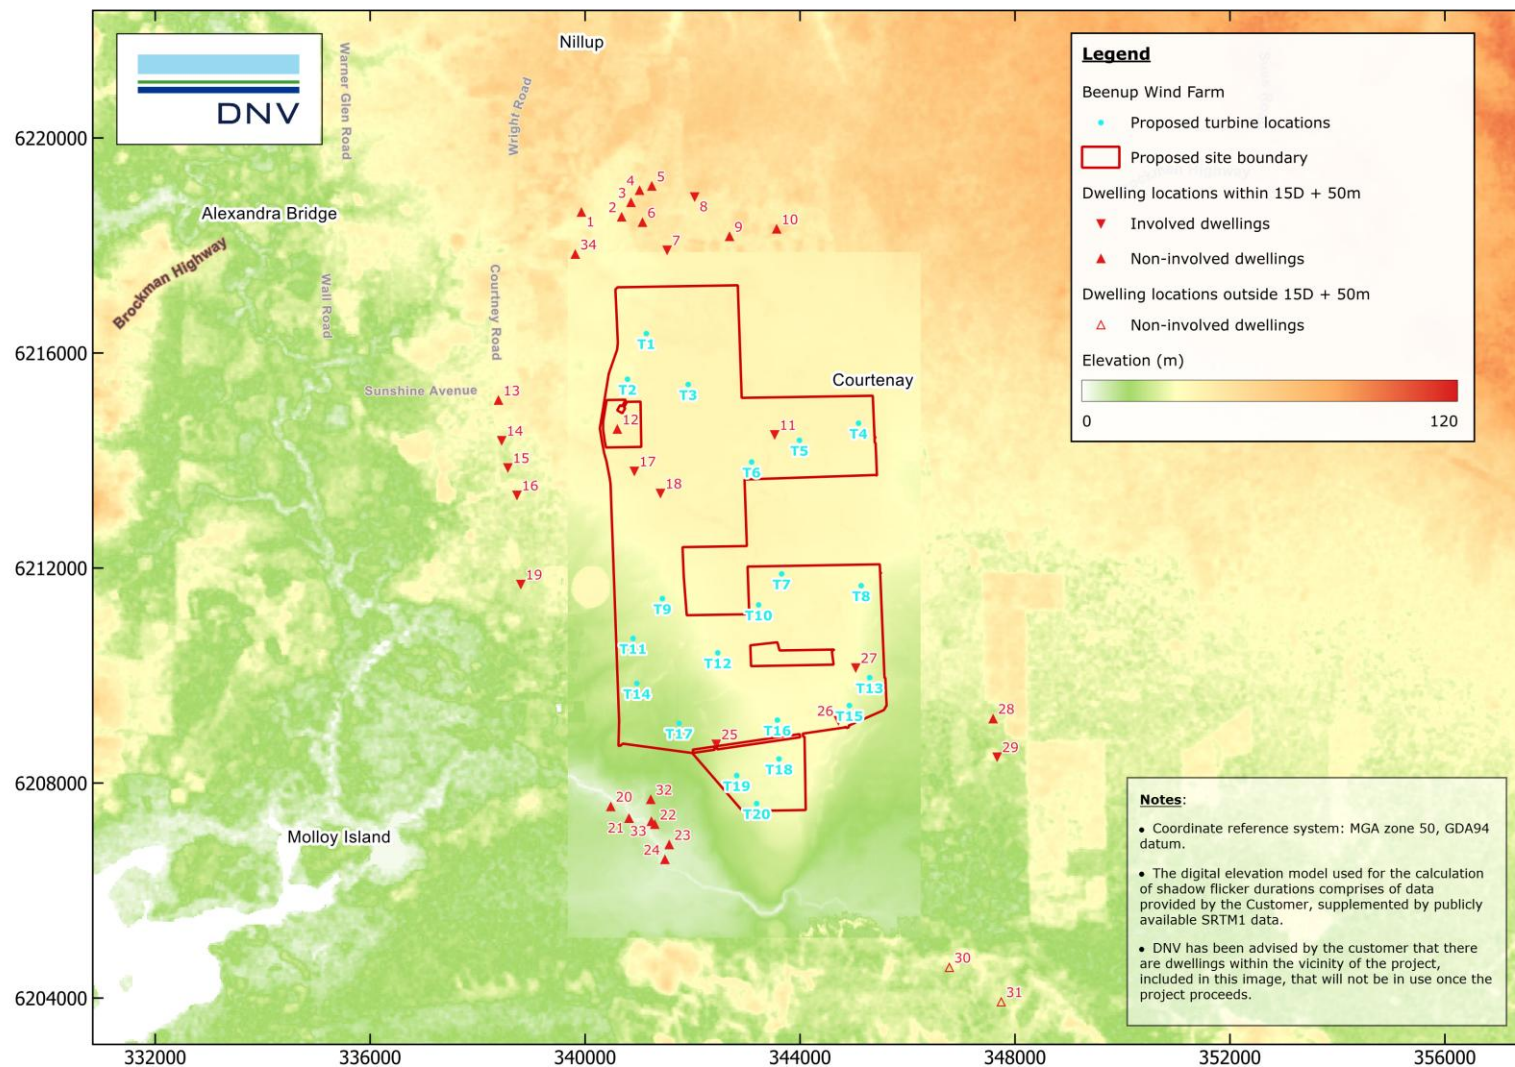 Nillup
DNV
Warner Glen Road
Wright Road
Legend
Beenup Wind Farm
Proposed turbine locations
Proposed site boundary
Dwelling locations within 15D + 50m
Involved dwellings
Non-involved dwellings
Dwelling locations outside 15D + 50m
Non-involved dwellings
Elevation (m)
0
120
6220000
6216000
6212000
6208000
6204000
Alexandra Bridge
Brockman Highway
Wall Road
Courtney Road
Sunshine Avenue
Courtenay
Molloy Island
4
5
3
8
2
6
1
9
10
7
34
T1
T2
T3
13
12
11
T4
14
T5
15
17
T6
16
18
19
T7
T8
T9
T10
T11
T12
27
T13
T14
26
T15
28
T17
25
T16
29
T18
T19
20
32
T20
21
33
22
23
24
30
31
Notes:
• Coordinate reference system: MGA zone 50, GDA94
datum.
• The digital elevation model used for the calculation
of shadow flicker durations comprises of data
provided by the Customer, supplemented by publicly
available SRTM1 data.
• DNV has been advised by the customer that there
are dwellings within the vicinity of the project,
included in this image, that will not be in use once the
project proceeds.
332000
336000
340000
344000
348000
352000
356000